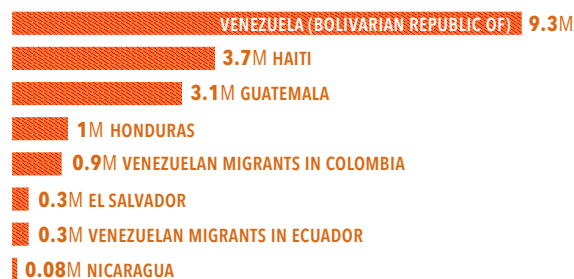 VENEZUELA (BOLIVARIAN REPUBLIC OF) 9.3M
3.7M HAITI
3.1M GUATEMALA
1M HONDURAS
0.9M VENEZUELAN MIGRANTS IN COLOMBIA
0.3M EL SALVADOR
0.3M VENEZUELAN MIGRANTS IN ECUADOR
0.08M NICARAGUA